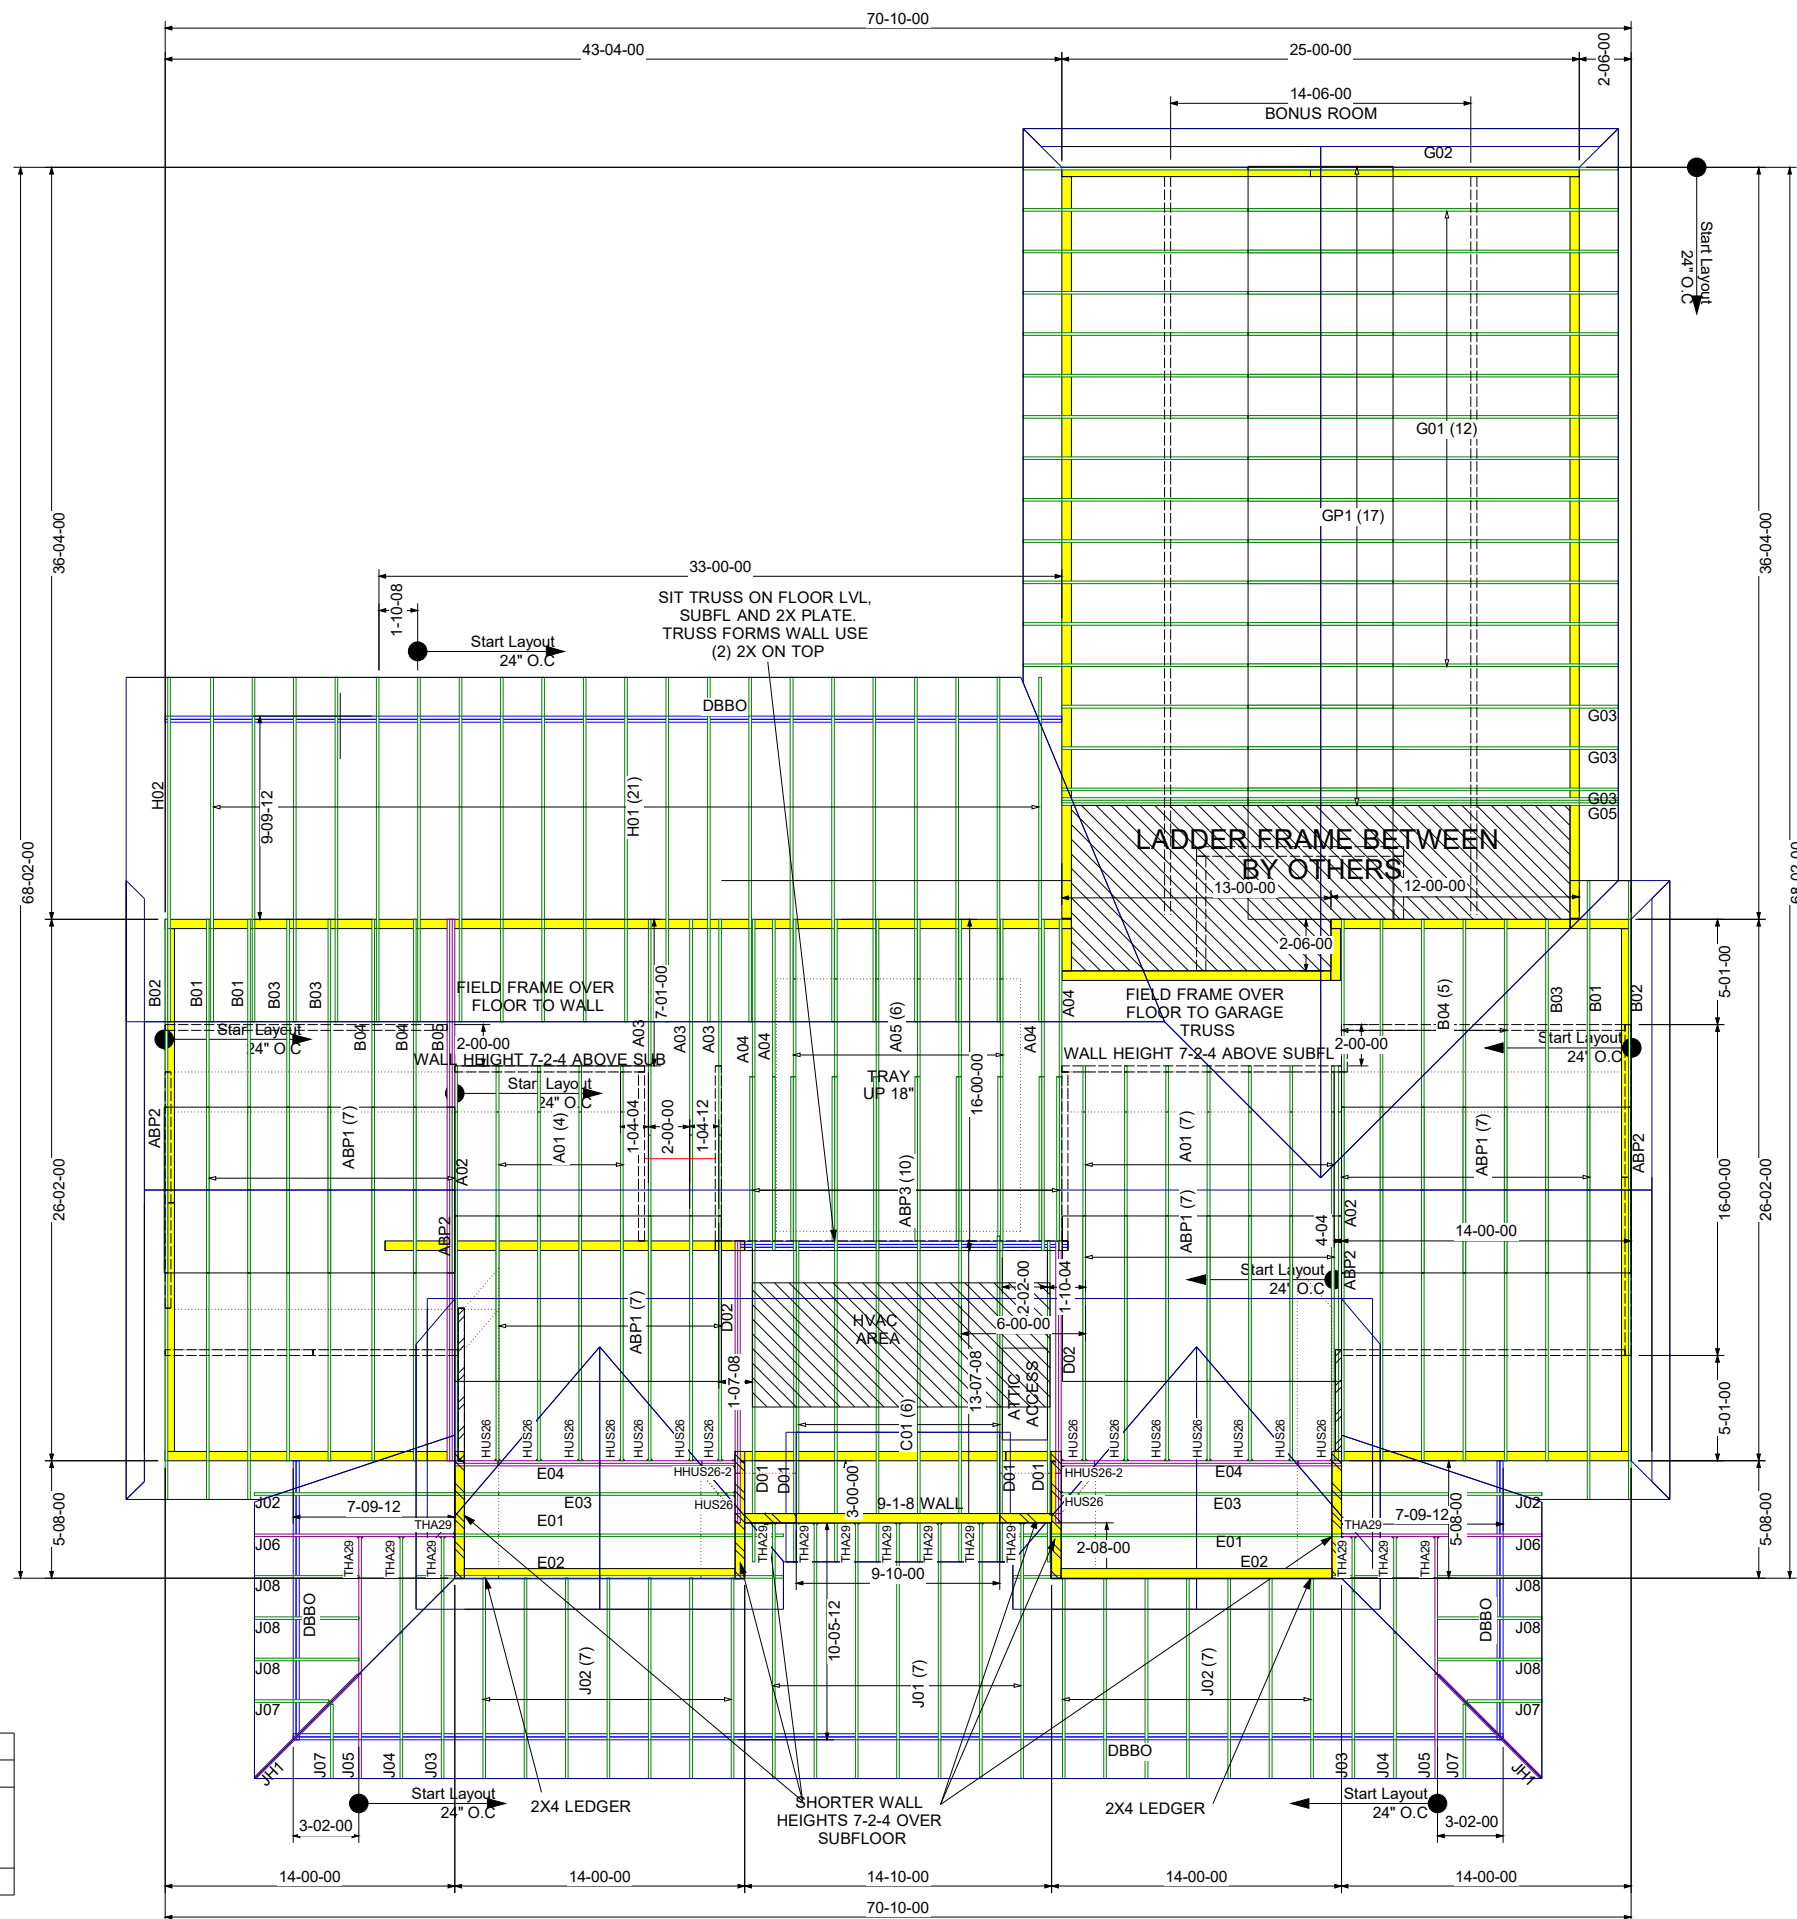 70-10-00
43-04-00
25-00-00
2-06-00
14-06-00
BONUS ROOM
G02
Start Layout
24" O.C
36-04-00
36-04-00
G01 (12)
GP1 (17)
33-00-00
1-10-08
SIT TRUSS ON FLOOR LVL,
SUBFL AND 2X PLATE.
TRUSS FORMS WALL USE
(2) 2X ON TOP
Start Layout
24" O.C
DBBO
G03
G03
G03
G05
H02
9-09-12
H01 (21)
68-02-00
68-02-00
LADDER FRAME BETWEEN
BY OTHERS
13-00-00
12-00-00
2-06-00
B02
B01
B01
B03
B03
B04
B04
B05
FIELD FRAME OVER
FLOOR TO WALL
7-01-00
A03
A03
A03
A04
A04
A05 (6)
A04
A04
FIELD FRAME OVER
FLOOR TO GARAGE
TRUSS
B04 (5)
B03
B01
B02
5-01-00
Start Layout
24" O.C
2-00-00
WALL HEIGHT 7-2-4 ABOVE SUB
WALL HEIGHT 7-2-4 ABOVE SUBFL
2-00-00
Start Layout
24" O.C
Start Layout
24" O.C
TRAY
UP 18"
16-00-00
ABP2
ABP1 (7)
A02
A01 (4)
1-04-04
2-00-00
1-04-12
ABP3 (10)
A01 (7)
ABP1 (7)
ABP2
16-00-00
26-02-00
26-02-00
ABP2
ABP1 (7)
4-04
A02
ABP2
14-00-00
Start Layout
24" O.C
ABP1 (7)
D02
1-07-08
HVAC
AREA
2-02-00
1-10-04
6-00-00
13-07-08
D02
ATTIC
ACCESS
C01 (6)
5-01-00
HUS26
HUS26
HUS26
HUS26
HUS26
HUS26
HUS26
HUS26
HUS26
HUS26
HUS26
HUS26
HUS26
E04
HHUS26-2
D01
D01
D01
D01
HHUS26-2
E04
J02
7-09-12
E03
HUS26
3-00-00
9-1-8 WALL
HUS26
E03
7-09-12
J02
5-08-00
5-08-00
5-08-00
THA29
E01
E01
THA29
J06
THA29
THA29
THA29
THA29
THA29
THA29
THA29
THA29
THA29
THA29
THA29
THA29
THA29
J06
E02
2-08-00
E02
J08
9-10-00
J08
DBBO
DBBO
J08
J08
10-05-12
J08
J08
J02 (7)
J01 (7)
J02 (7)
J07
J07
DBBO
JH1
J07
J05
J04
J03
J03
J04
J05
J07
JH1
Start Layout
24" O.C
2X4 LEDGER
SHORTER WALL
HEIGHTS 7-2-4 OVER
SUBFLOOR
2X4 LEDGER
Start Layout
24" O.C
3-02-00
3-02-00
14-00-00
14-00-00
14-10-00
14-00-00
14-00-00
70-10-00